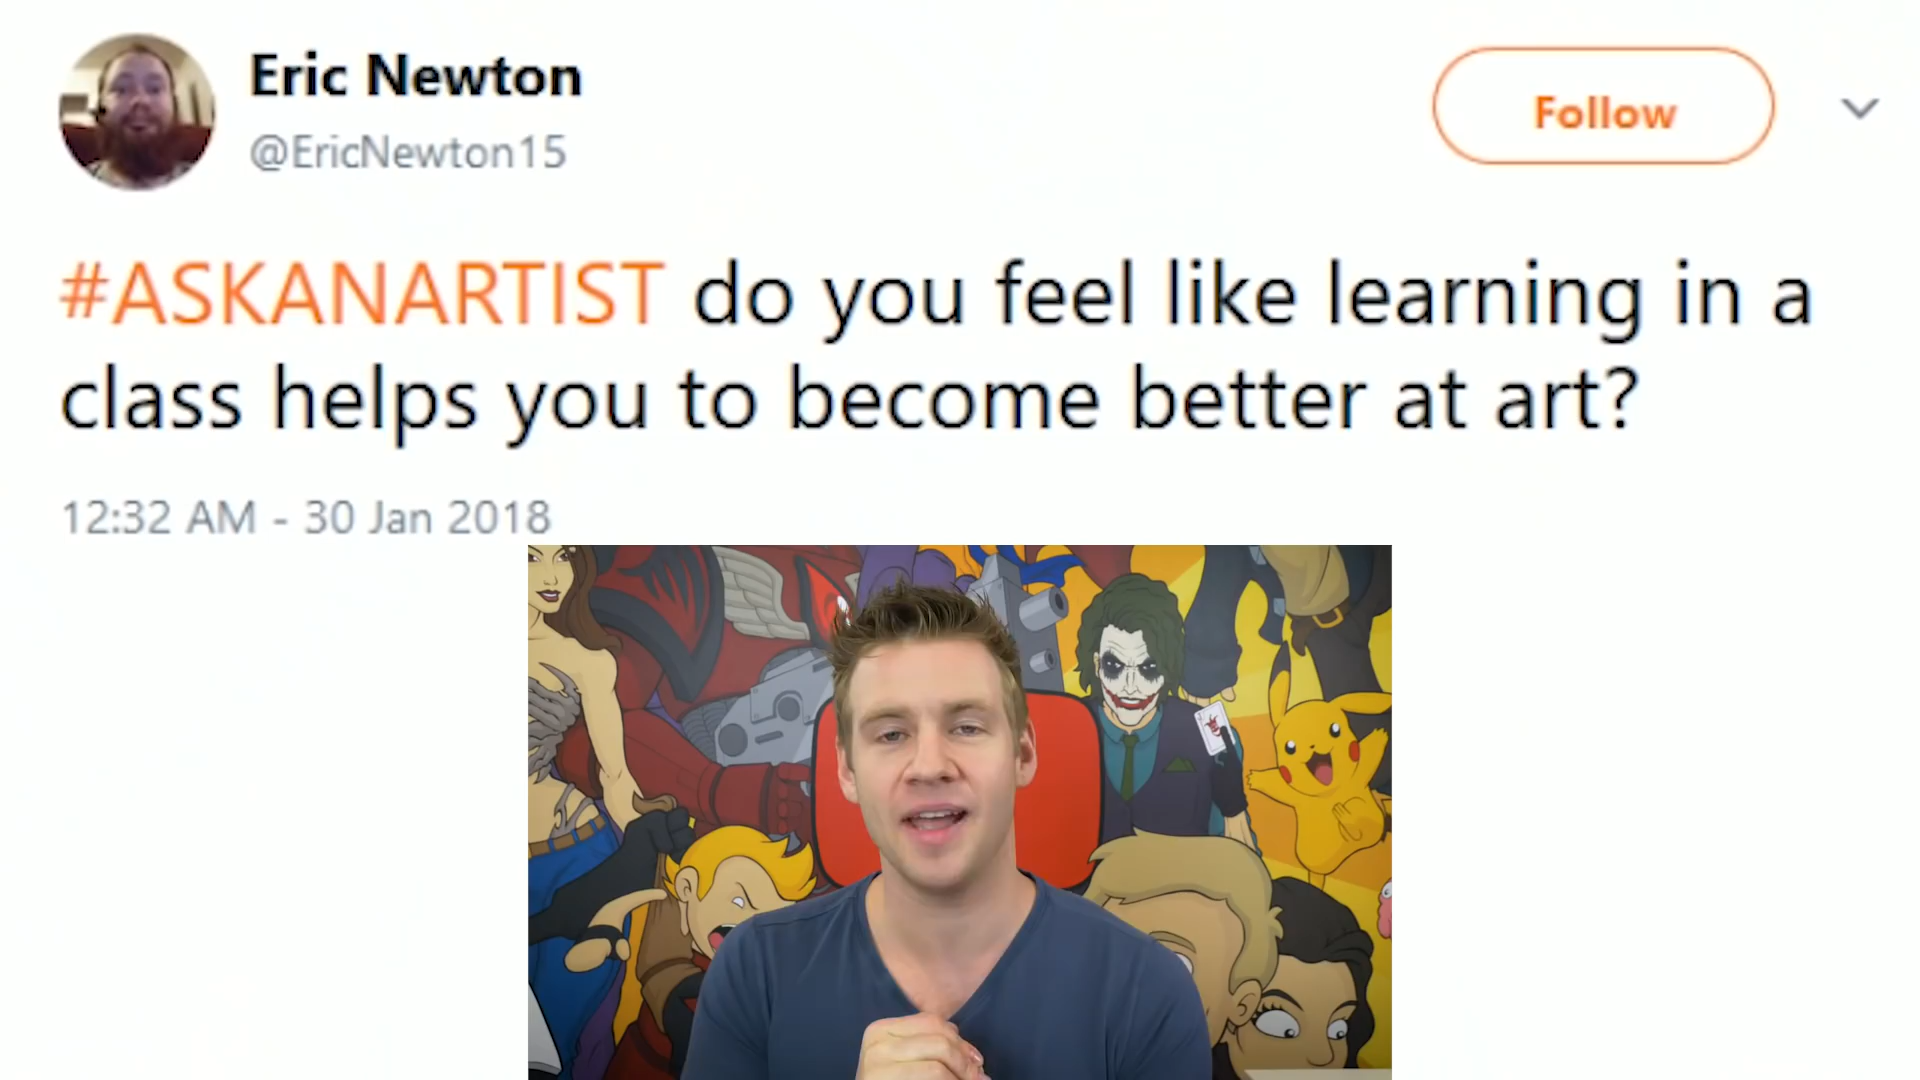 Eric Newton
@EricNewton15
Follow
#ASKANARTIST do you feel like learning in a
class helps you to become better at art?
12:32 AM - 30 Jan 2018